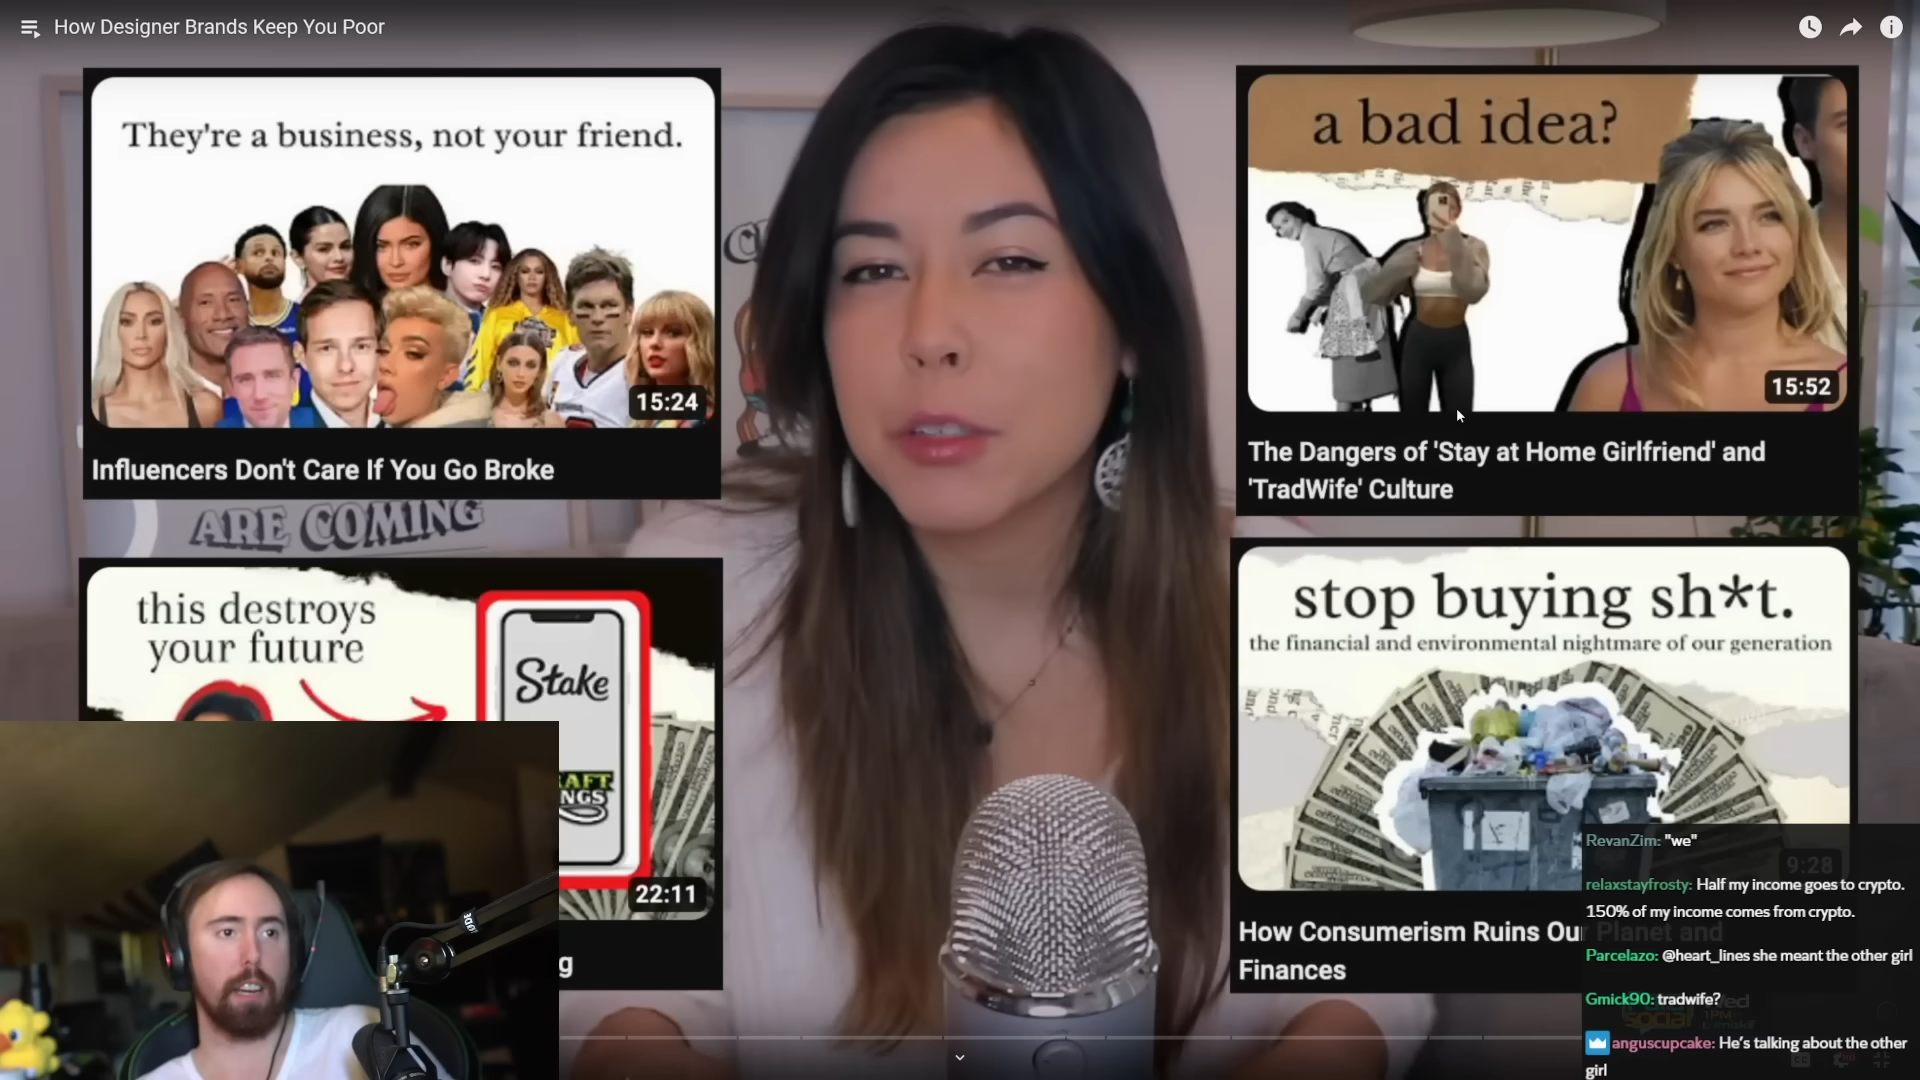 How Designer Brands Keep You Poor
They're a business, not your friend.
15:24
Influencers Don't Care If You Go Broke
ARE COMING
this destroys
your future
Stake
22:11
g
a bad idea?
15:52
The Dangers of 'Stay at Home Girlfriend' and
'TradWife' Culture
stop buying sh*t.
the financial and environmental nightmare of our generation
9:28
How Consumerism Ruins Our Planet and
Finances
RevanZim: "we"
relaxstayfrosty: Half my income goes to crypto.
150% of my income comes from crypto.
Parcelazo: @heart_lines she meant the other girl
Gmick90: tradwife?
anguscupcake: He's talking about the other
girl